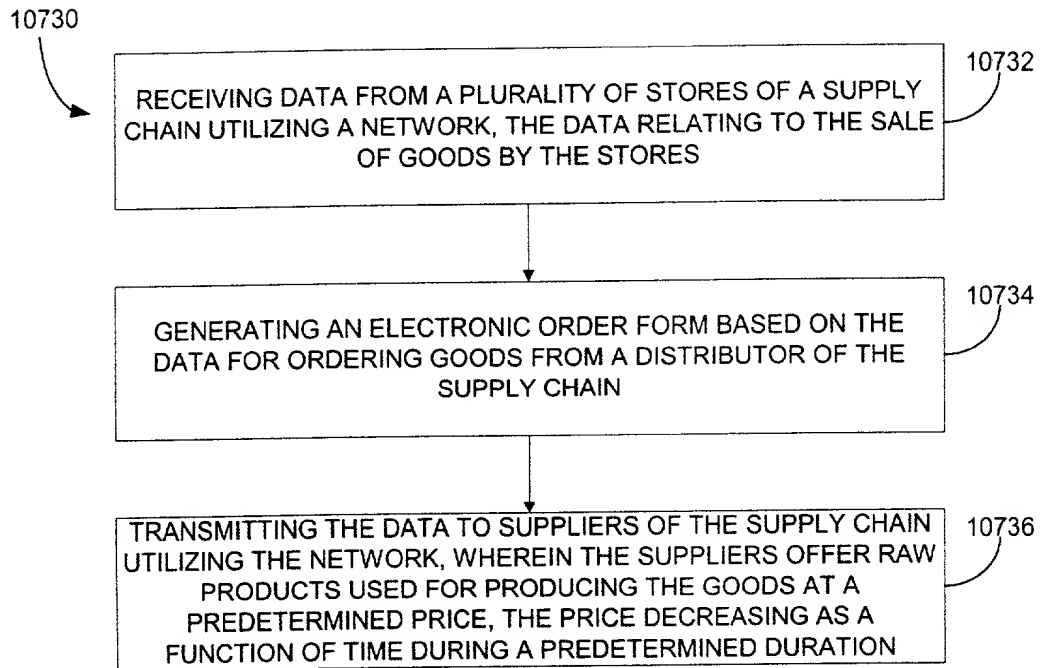 10730
10732
RECEIVING DATA FROM A PLURALITY OF STORES OF A SUPPLY
CHAIN UTILIZING A NETWORK, THE DATA RELATING TO THE SALE
OF GOODS BY THE STORES
10734
GENERATING AN ELECTRONIC ORDER FORM BASED ON THE
DATA FOR ORDERING GOODS FROM A DISTRIBUTOR OF THE
SUPPLY CHAIN
10736
TRANSMITTING THE DATA TO SUPPLIERS OF THE SUPPLY CHAIN
UTILIZING THE NETWORK, WHEREIN THE SUPPLIERS OFFER RAW
PRODUCTS USED FOR PRODUCING THE GOODS AT A
PREDETERMINED PRICE, THE PRICE DECREASING AS A
FUNCTION OF TIME DURING A PREDETERMINED DURATION